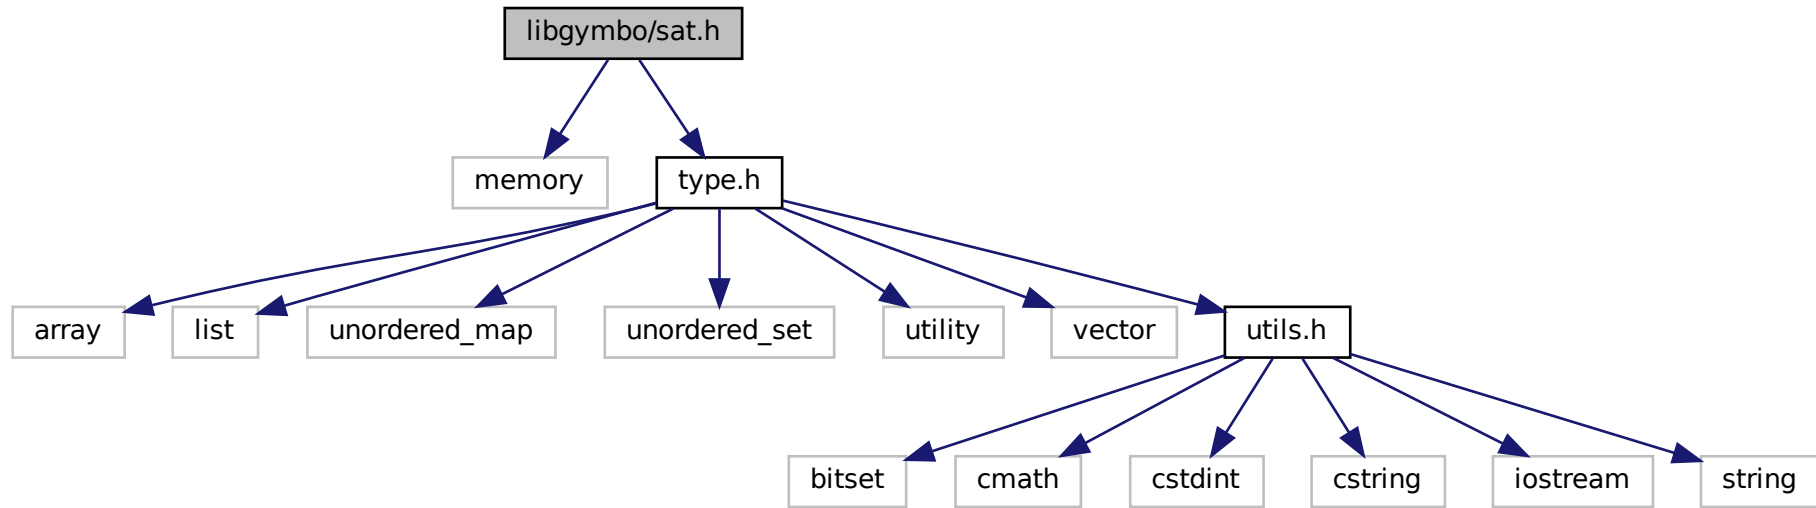 libgymbo/sat.h
memory
type.h
array
list
unordered_map
unordered_set
utility
vector
utils.h
bitset
cmath
cstdint
cstring
iostream
string